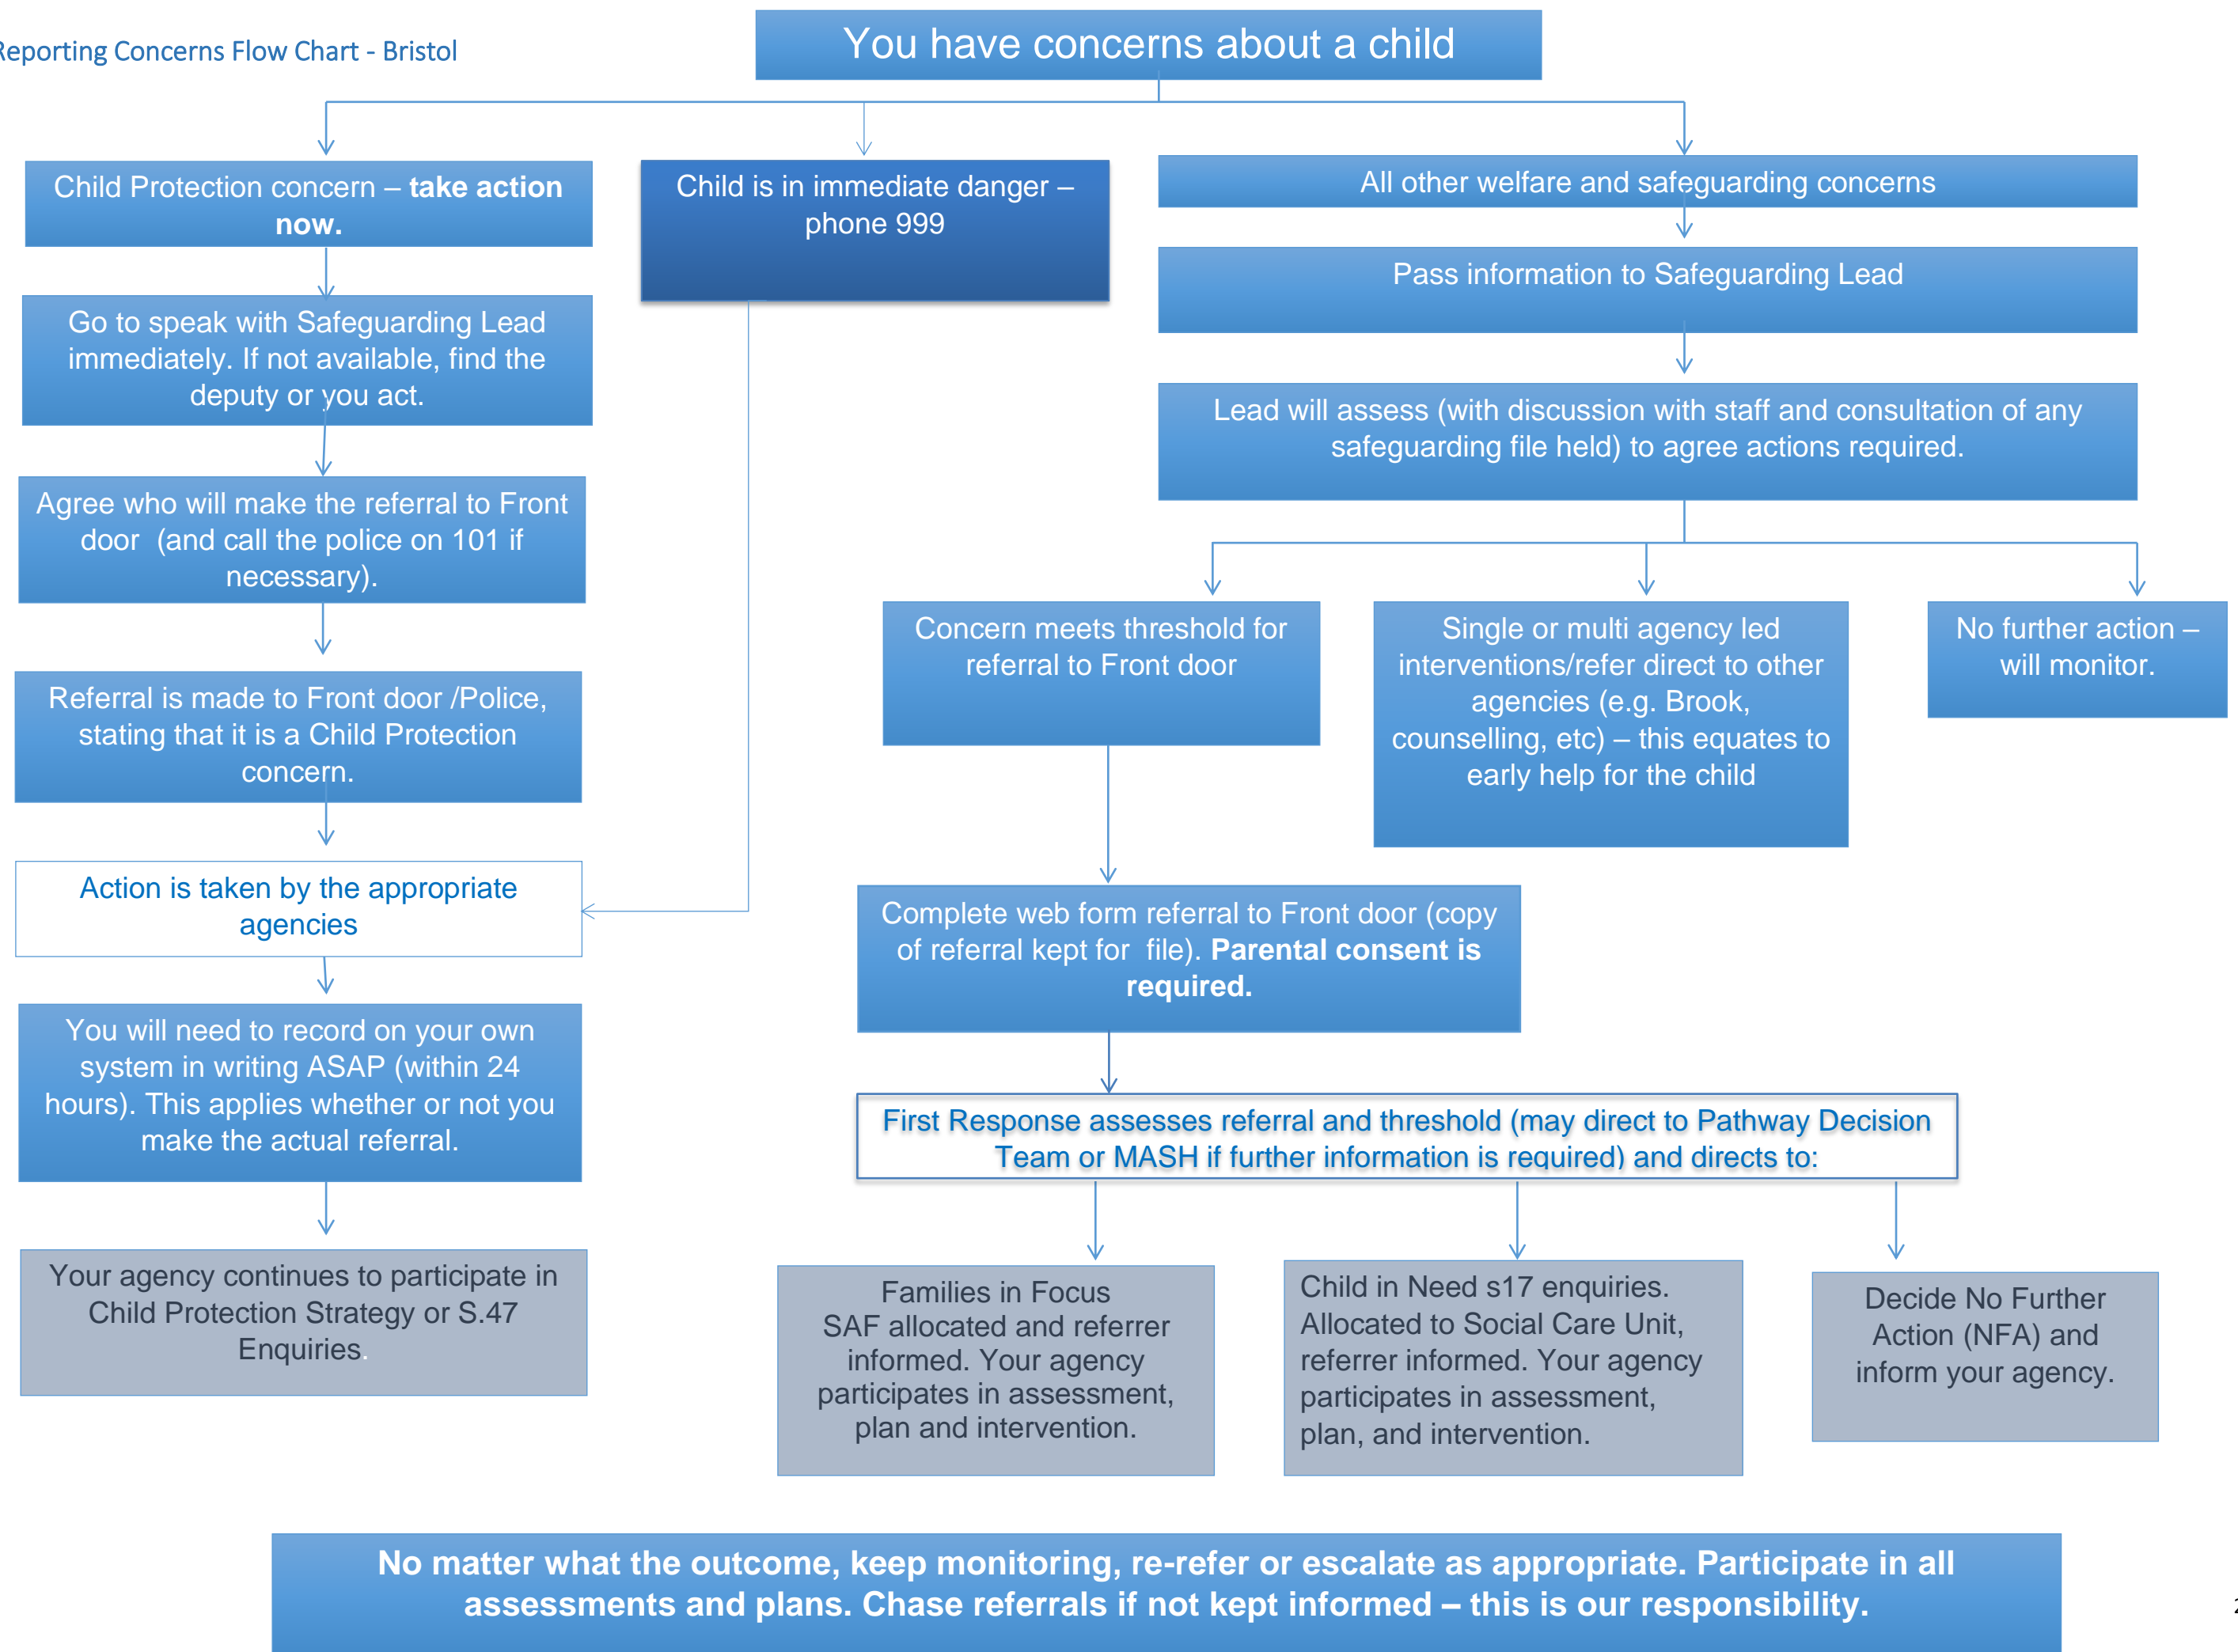 Reporting Concerns Flow Chart - Bristol
You have concerns about a child
Child Protection concern – take action
now.
Go to speak with Safeguarding Lead
immediately. If not available, find the
deputy or you act.
Agree who will make the referral to Front
door (and call the police on 101 if
necessary).
Referral is made to Front door /Police,
stating that it is a Child Protection
concern.
Action is taken by the appropriate
agencies
You will need to record on your own
system in writing ASAP (within 24
hours). This applies whether or not you
make the actual referral.
Your agency continues to participate in
Child Protection Strategy or S.47
Enquiries.
Child is in immediate danger –
phone 999
All other welfare and safeguarding concerns
Pass information to Safeguarding Lead
Lead will assess (with discussion with staff and consultation of any
safeguarding file held) to agree actions required.
Concern meets threshold for
referral to Front door
Single or multi agency led
interventions/refer direct to other
agencies (e.g. Brook,
counselling, etc) – this equates to
early help for the child
No further action –
will monitor.
Complete web form referral to Front door (copy
of referral kept for file). Parental consent is
required.
First Response assesses referral and threshold (may direct to Pathway Decision
Team or MASH if further information is required) and directs to:
Families in Focus
SAF allocated and referrer
informed. Your agency
participates in assessment,
plan and intervention.
Child in Need s17 enquiries.
Allocated to Social Care Unit,
referrer informed. Your agency
participates in assessment,
plan, and intervention.
Decide No Further
Action (NFA) and
inform your agency.
No matter what the outcome, keep monitoring, re-refer or escalate as appropriate. Participate in all
assessments and plans. Chase referrals if not kept informed – this is our responsibility.